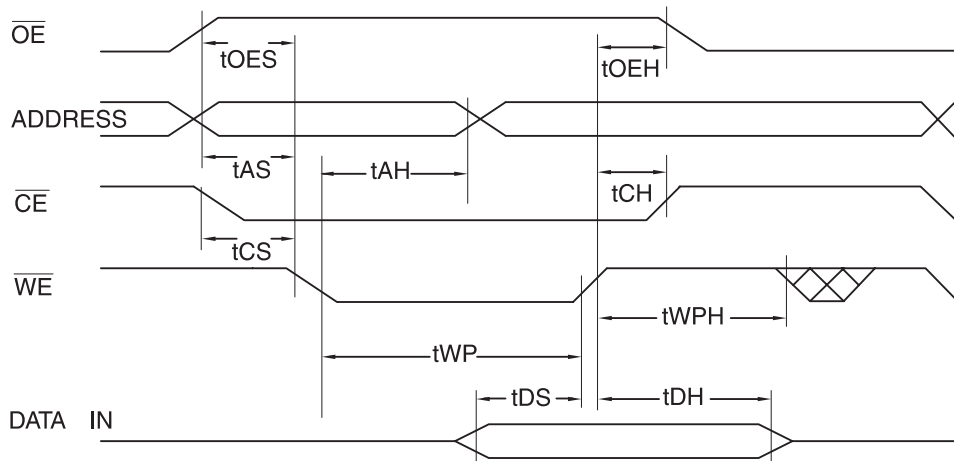 OE
tOES
tOEH
ADDRESS
tAS
tAH
tCH
CE
tCS
WE
tWPH
tWP
tDS
tDH
DATA IN